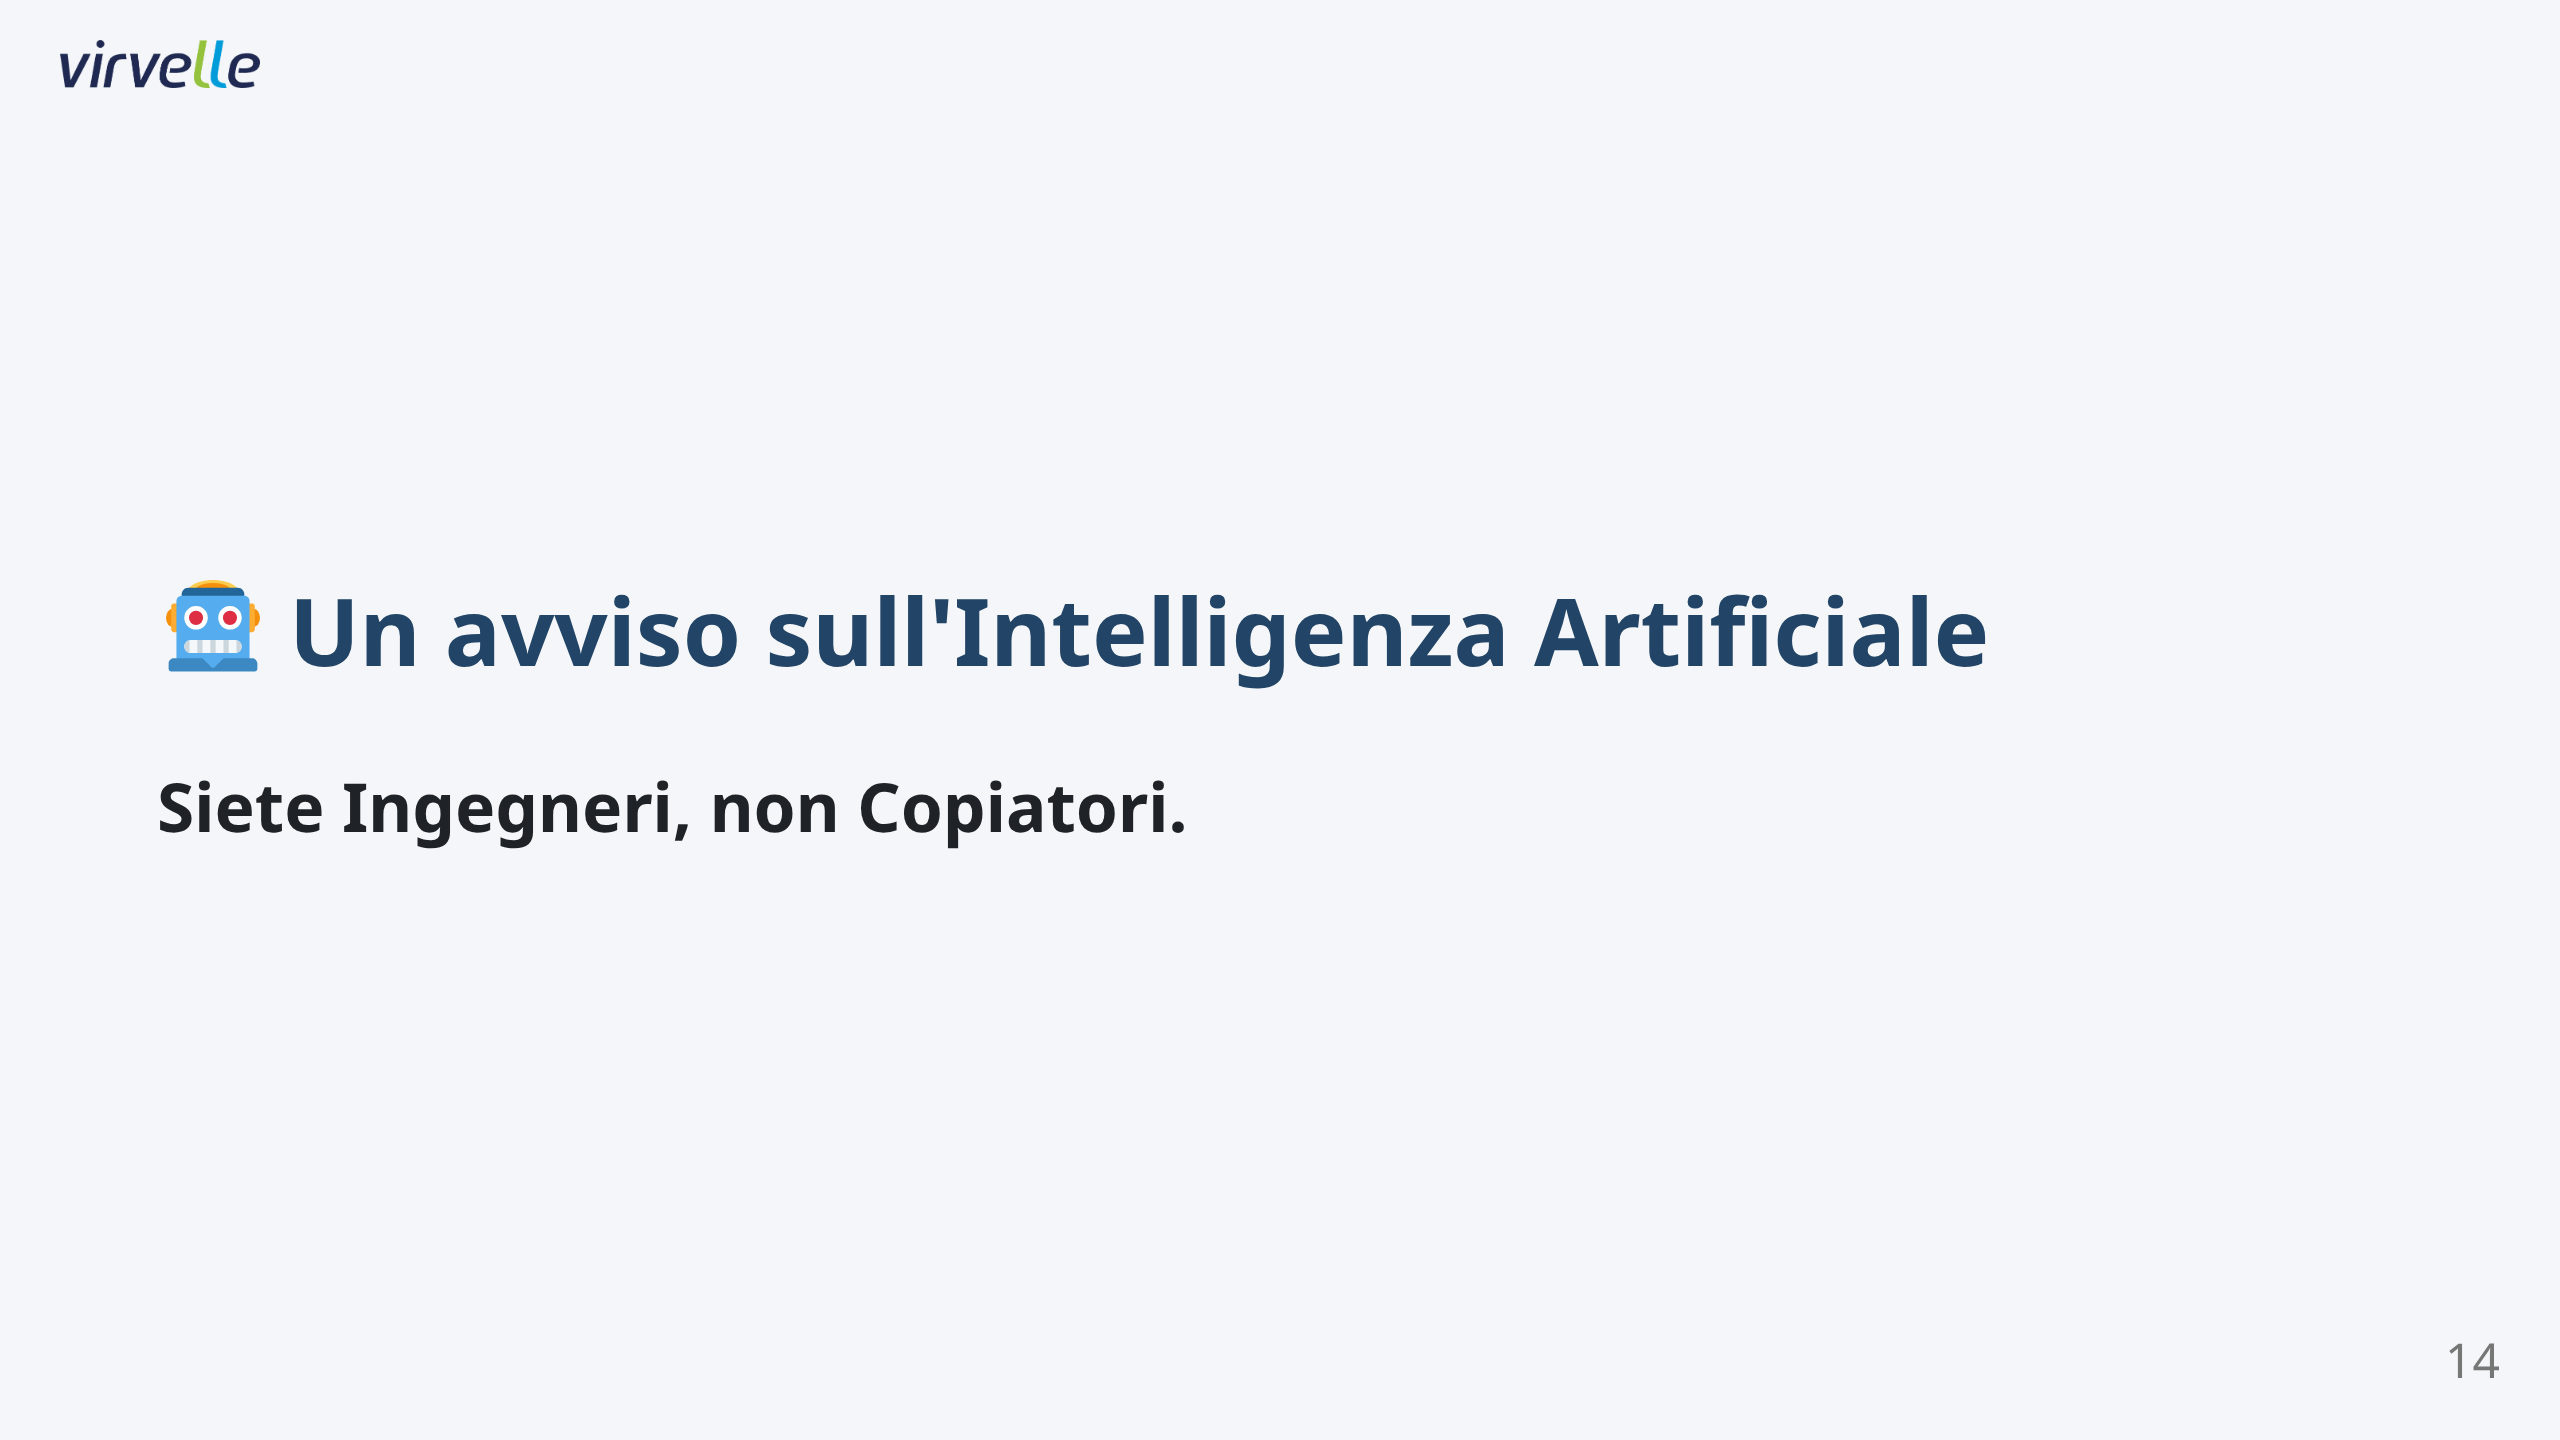 virvelle
🤖 Un avviso sull'Intelligenza Artificiale
Siete Ingegneri, non Copiatori.
14